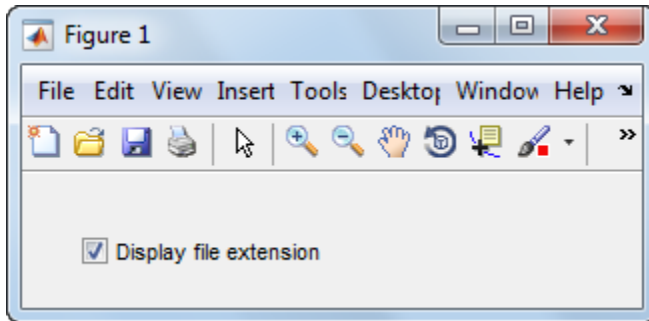 Figure 1
File Edit View Insert Tools Desktop Window Help
Display file extension